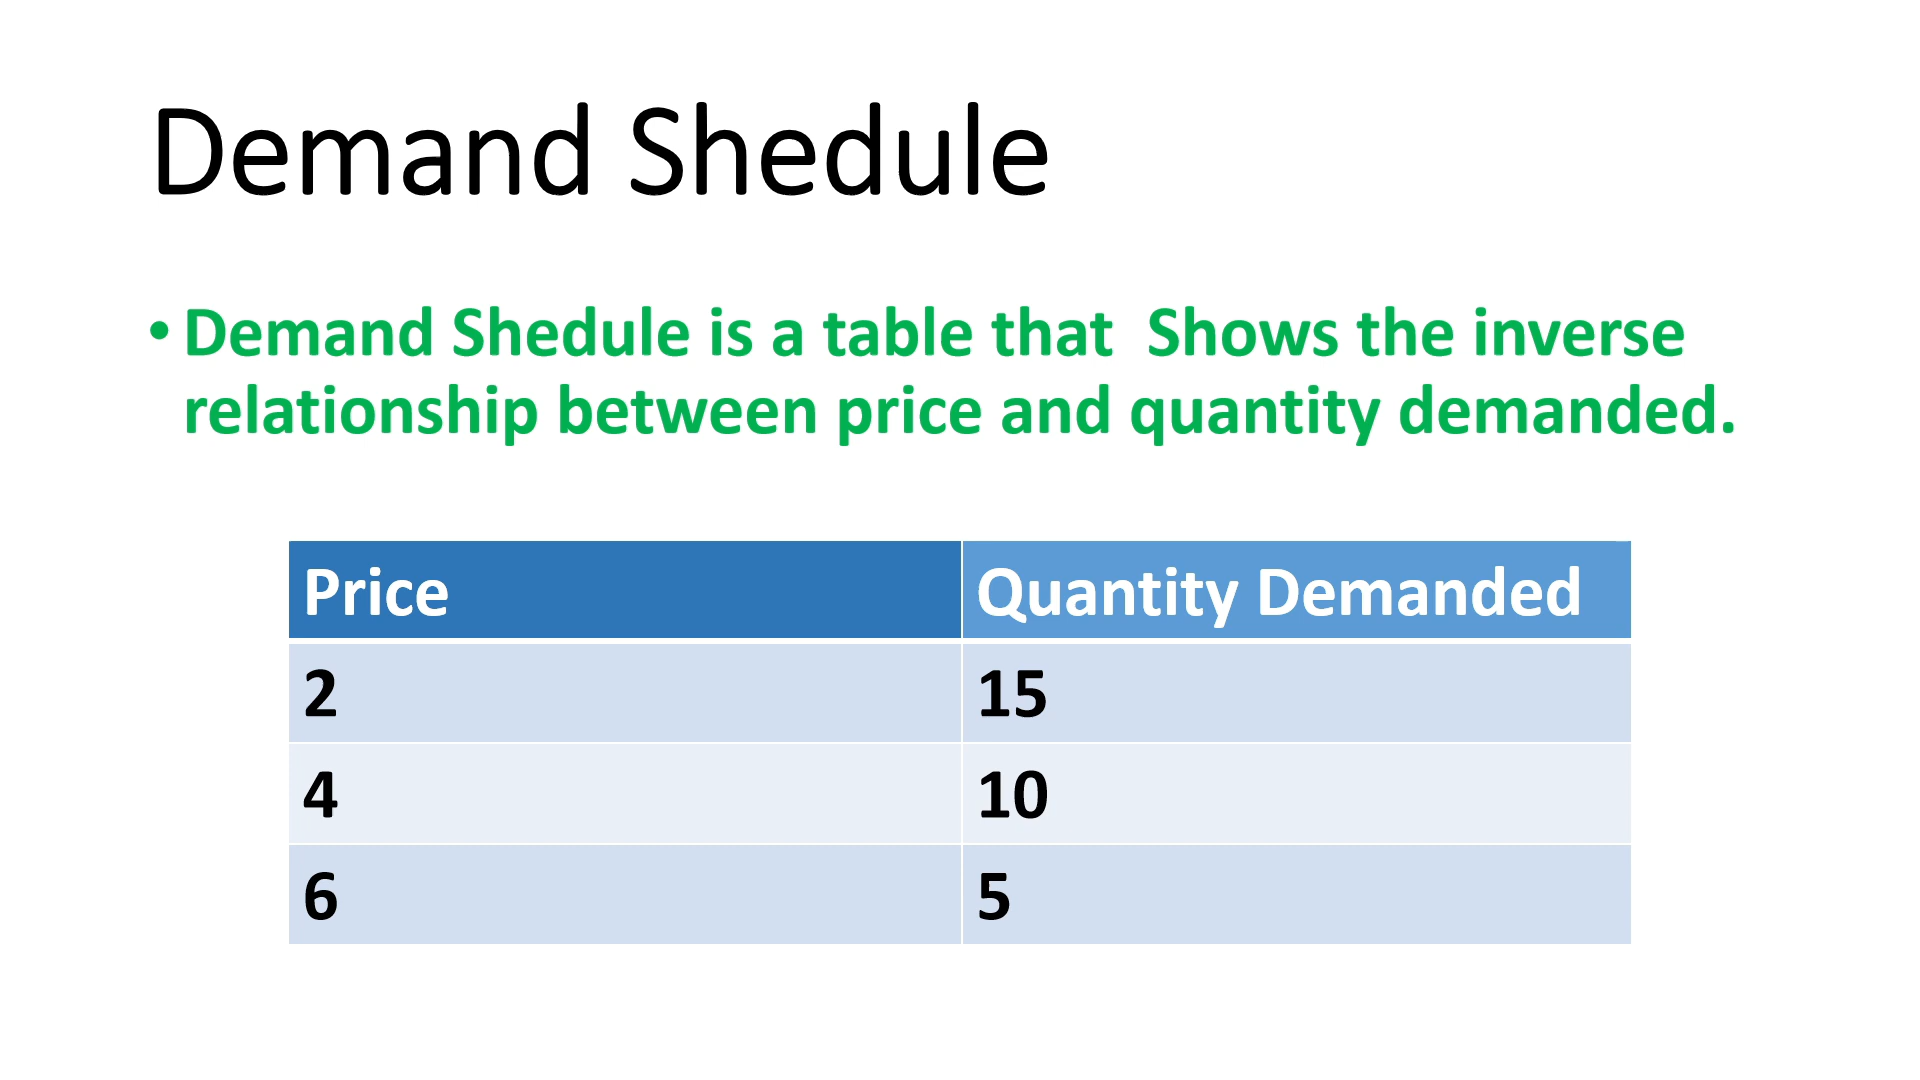 Demand Shedule
• Demand Shedule is a table that  Shows the inverse
relationship between price and quantity demanded.
Price Quantity Demanded
2 15
4 10
6 5